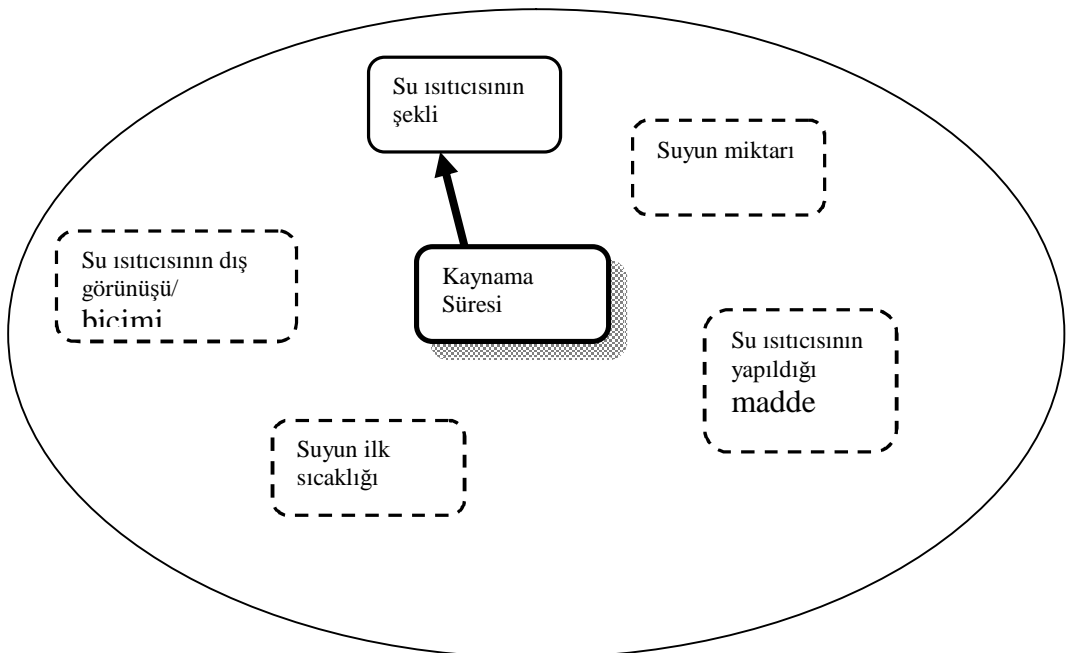 Su ısıtıcısının
şekli
Suyun miktarı
Su ısıtıcısının dış
görünüşü/
biçimi
Kaynama
Süresi
Su ısıtıcısının
yapıldığı
madde
Suyun ilk
sıcaklığı